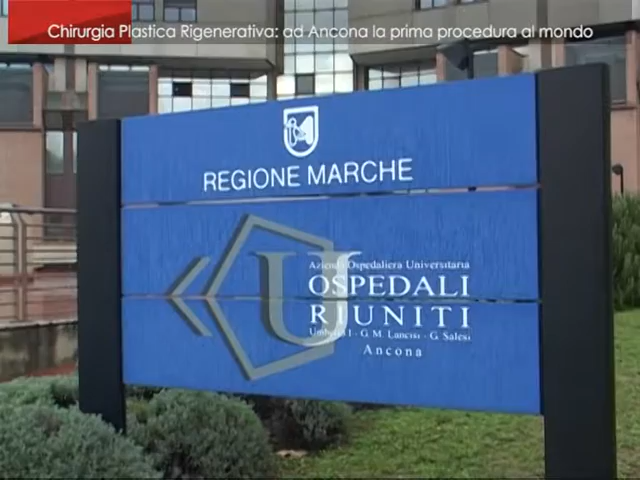 Chirurgia Plastica Rigenerativa: ad Ancona la prima procedura al mondo
REGIONE MARCHE
Azienda Ospedaliera Universitaria
OSPEDALI
RIUNITI
Umberto I - G. M. Lancisi - G. Salesi
Ancona
U